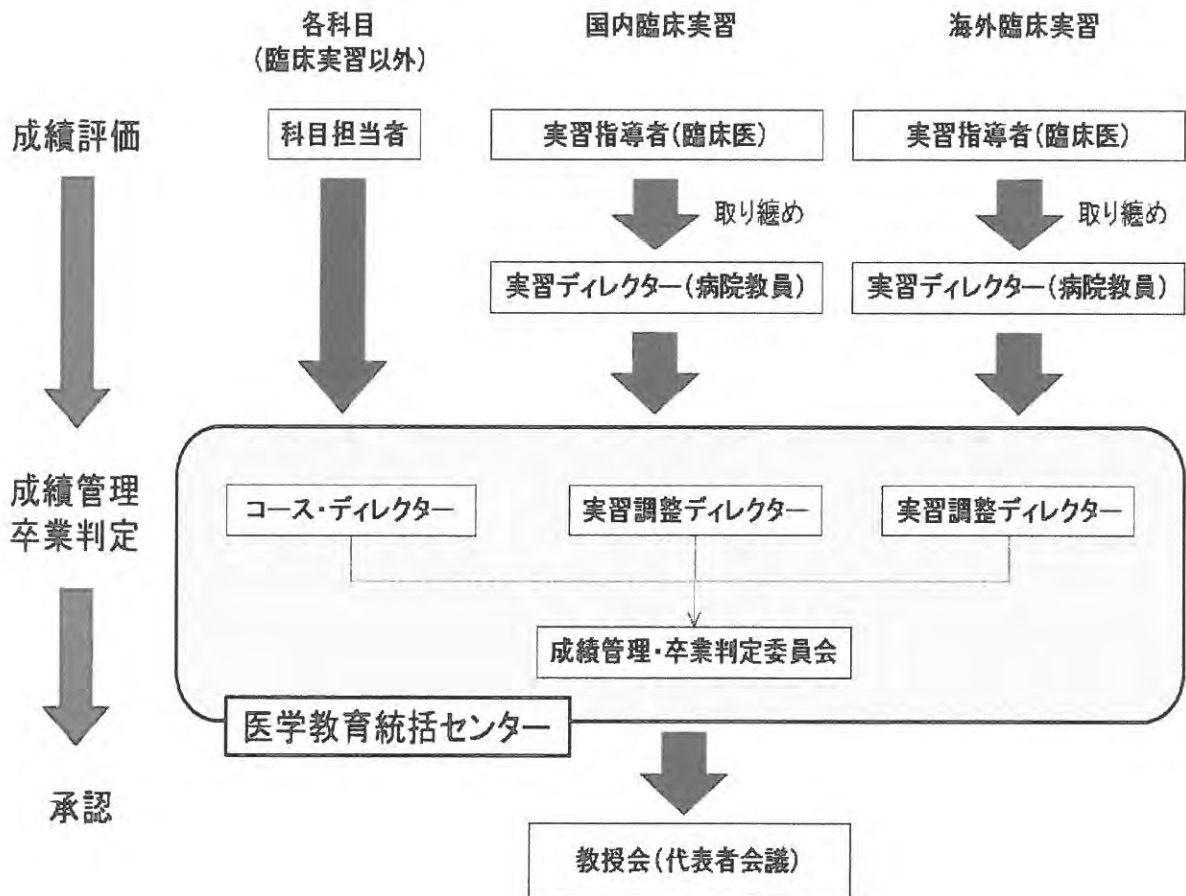 各科目
(臨床実習以外)
国内臨床実習
海外臨床実習
成績評価
科目担当者
実習指導者(臨床医)
実習指導者(臨床医)
取り纏め
取り纏め
実習ディレクター(病院教員)
実習ディレクター(病院教員)
成績管理
卒業判定
コース・ディレクター
実習調整ディレクター
実習調整ディレクター
成績管理・卒業判定委員会
医学教育統括センター
承認
教授会(代表者会議)